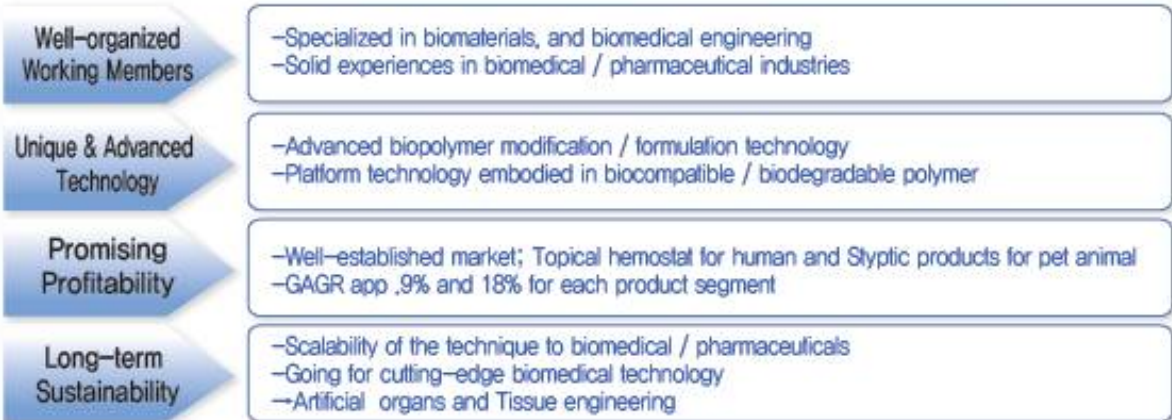 Well-organized
Working Members
-Specialized in biomaterials, and biomedical engineering
-Solid experiences in biomedical / pharmaceutical industries
Unique & Advanced
Technology
-Advanced biopolymer modification / formulation technology
-Platform technology embodied in biocompatible / biodegradable polymer
Promising
Profitability
-Well-established market; Topical hemostat for human and Styptic products for pet animal
-GAGR app .9% and 18% for each product segment
Long-term
Sustainability
-Scalability of the technique to biomedical / pharmaceuticals
-Going for cutting-edge biomedical technology
→Artificial organs and Tissue engineering